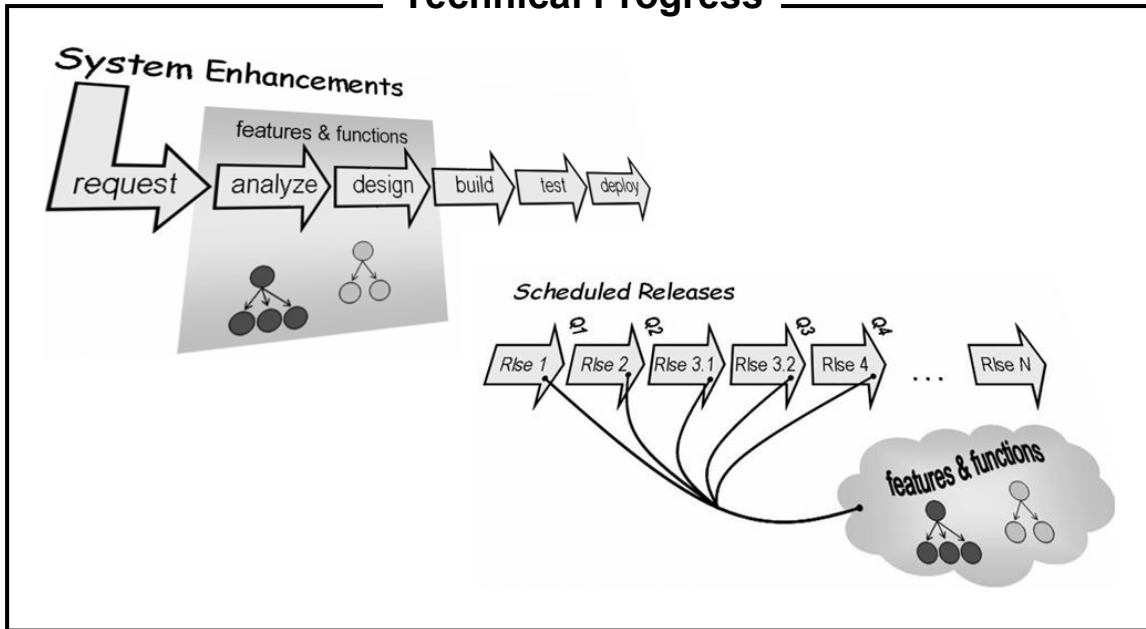 Technical Progress
System Enhancements
features & functions
request
analyze
design
build
test
deploy
Scheduled Releases
Q1
Q2
Q3
Q4
Rlse 1
Rlse 2
Rlse 3.1
Rlse 3.2
Rlse 4
...
Rlse N
features & functions